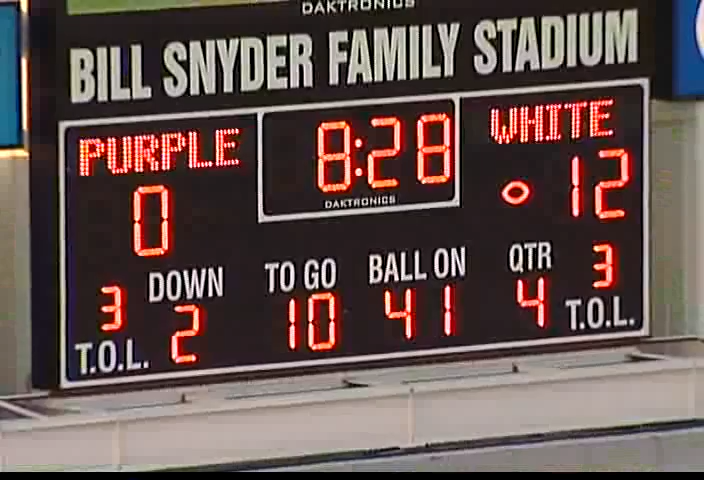 DAKTRONICS
BILL SNYDER FAMILY STADIUM
PURPLE 8:28 WHITE
0 DAKTRONICS 12
DOWN TO GO BALL ON QTR
3 2 10 41 4 3
T.O.L. T.O.L.